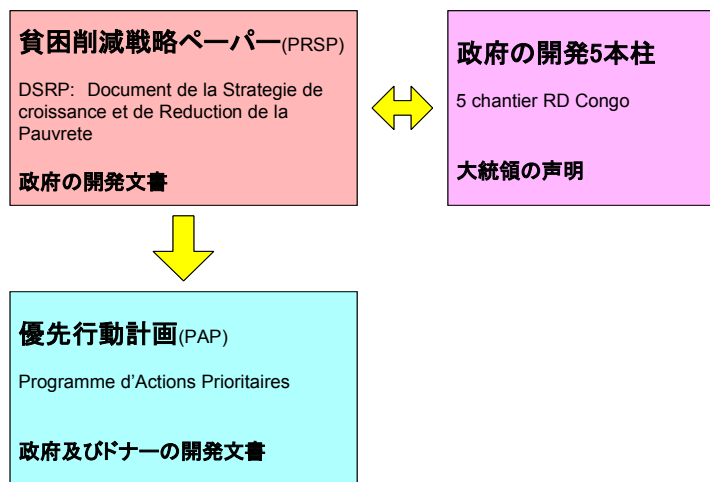 貧困削減戦略ペーパー(PRSP)
DSRP: Document de la Strategie de
croissance et de Reduction de la
Pauvrete
政府の開発文書
政府の開発5本柱
5 chantier RD Congo
大統領の声明
優先行動計画(PAP)
Programme d'Actions Prioritaires
政府及びドナーの開発文書